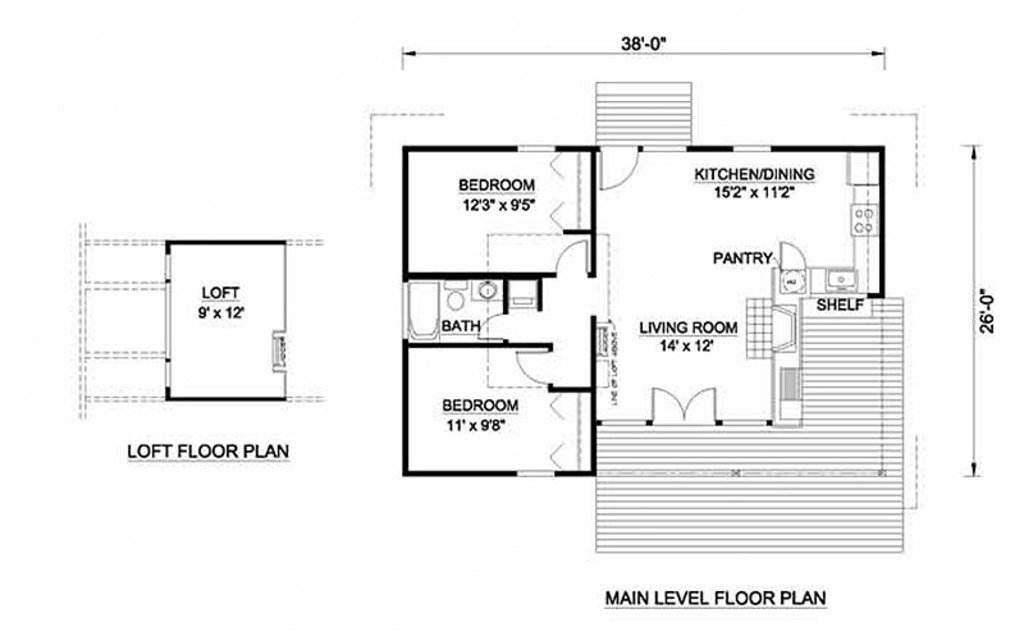 38'-0"
KITCHEN/DINING
15'2" x 11'2"
BEDROOM
12'3" x 9'5"
PANTRY
SHELF
26'-0"
LOFT
9' x 12'
LADDER
BATH
LIVING ROOM
14' x 12'
LADDER
LINE OF LOFT ABOVE
BEDROOM
11' x 9'8"
LOFT FLOOR PLAN
MAIN LEVEL FLOOR PLAN